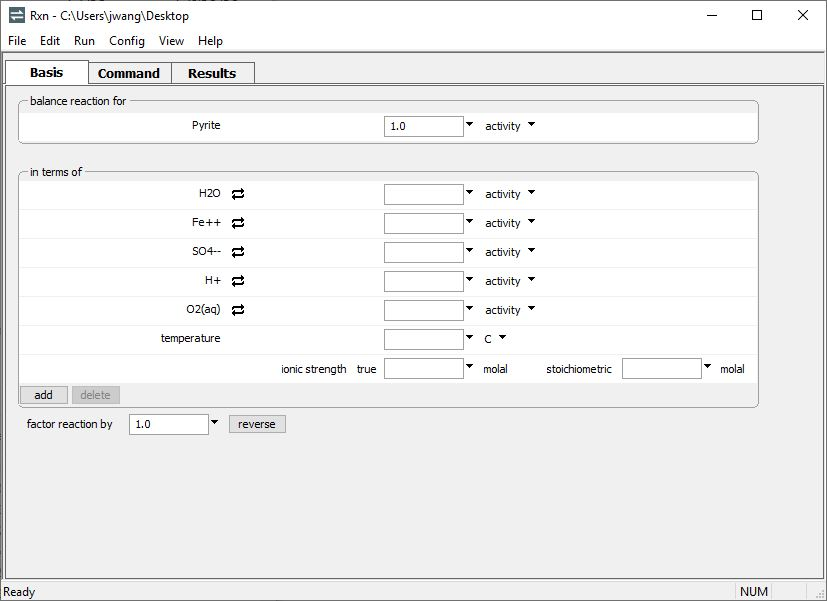 Rxn - C:\Users\jwang\Desktop
File Edit Run Config View Help
Basis Command Results
balance reaction for
Pyrite 1.0 activity
in terms of
H2O activity
Fe++ activity
SO4-- activity
H+ activity
O2(aq) activity
temperature C
ionic strength true molal stoichiometric molal
add delete
factor reaction by 1.0 reverse
Ready NUM